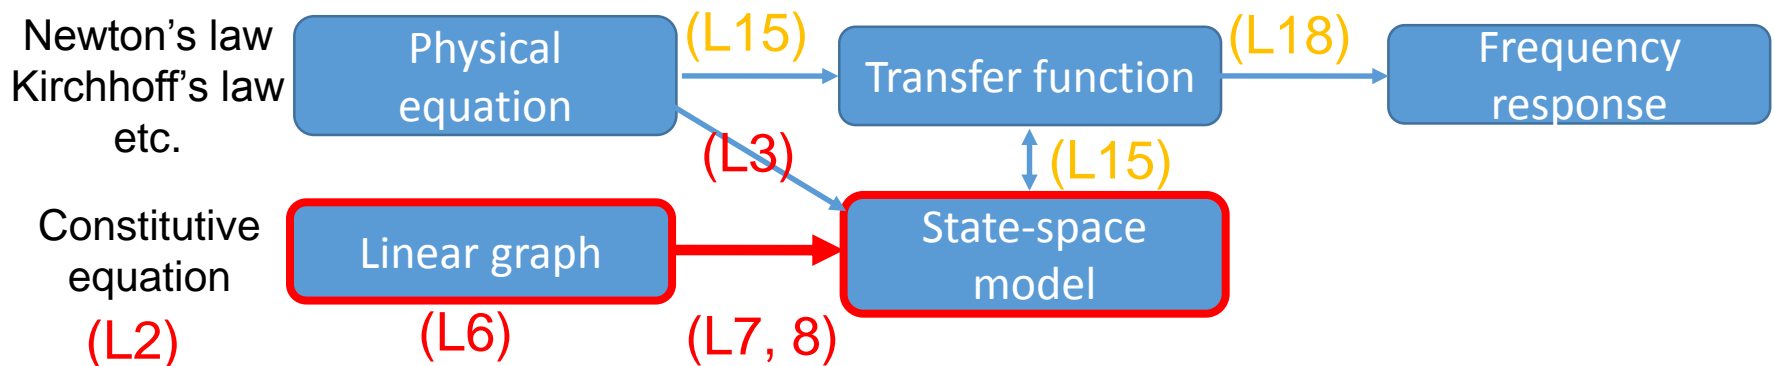 Newton’s law
Kirchhoff’s law
etc.
Physical
equation
(L15)
Transfer function
(L18)
Frequency
response
(L3)
(L15)
Constitutive
equation
(L2)
Linear graph
(L6)
(L7, 8)
State-space
model